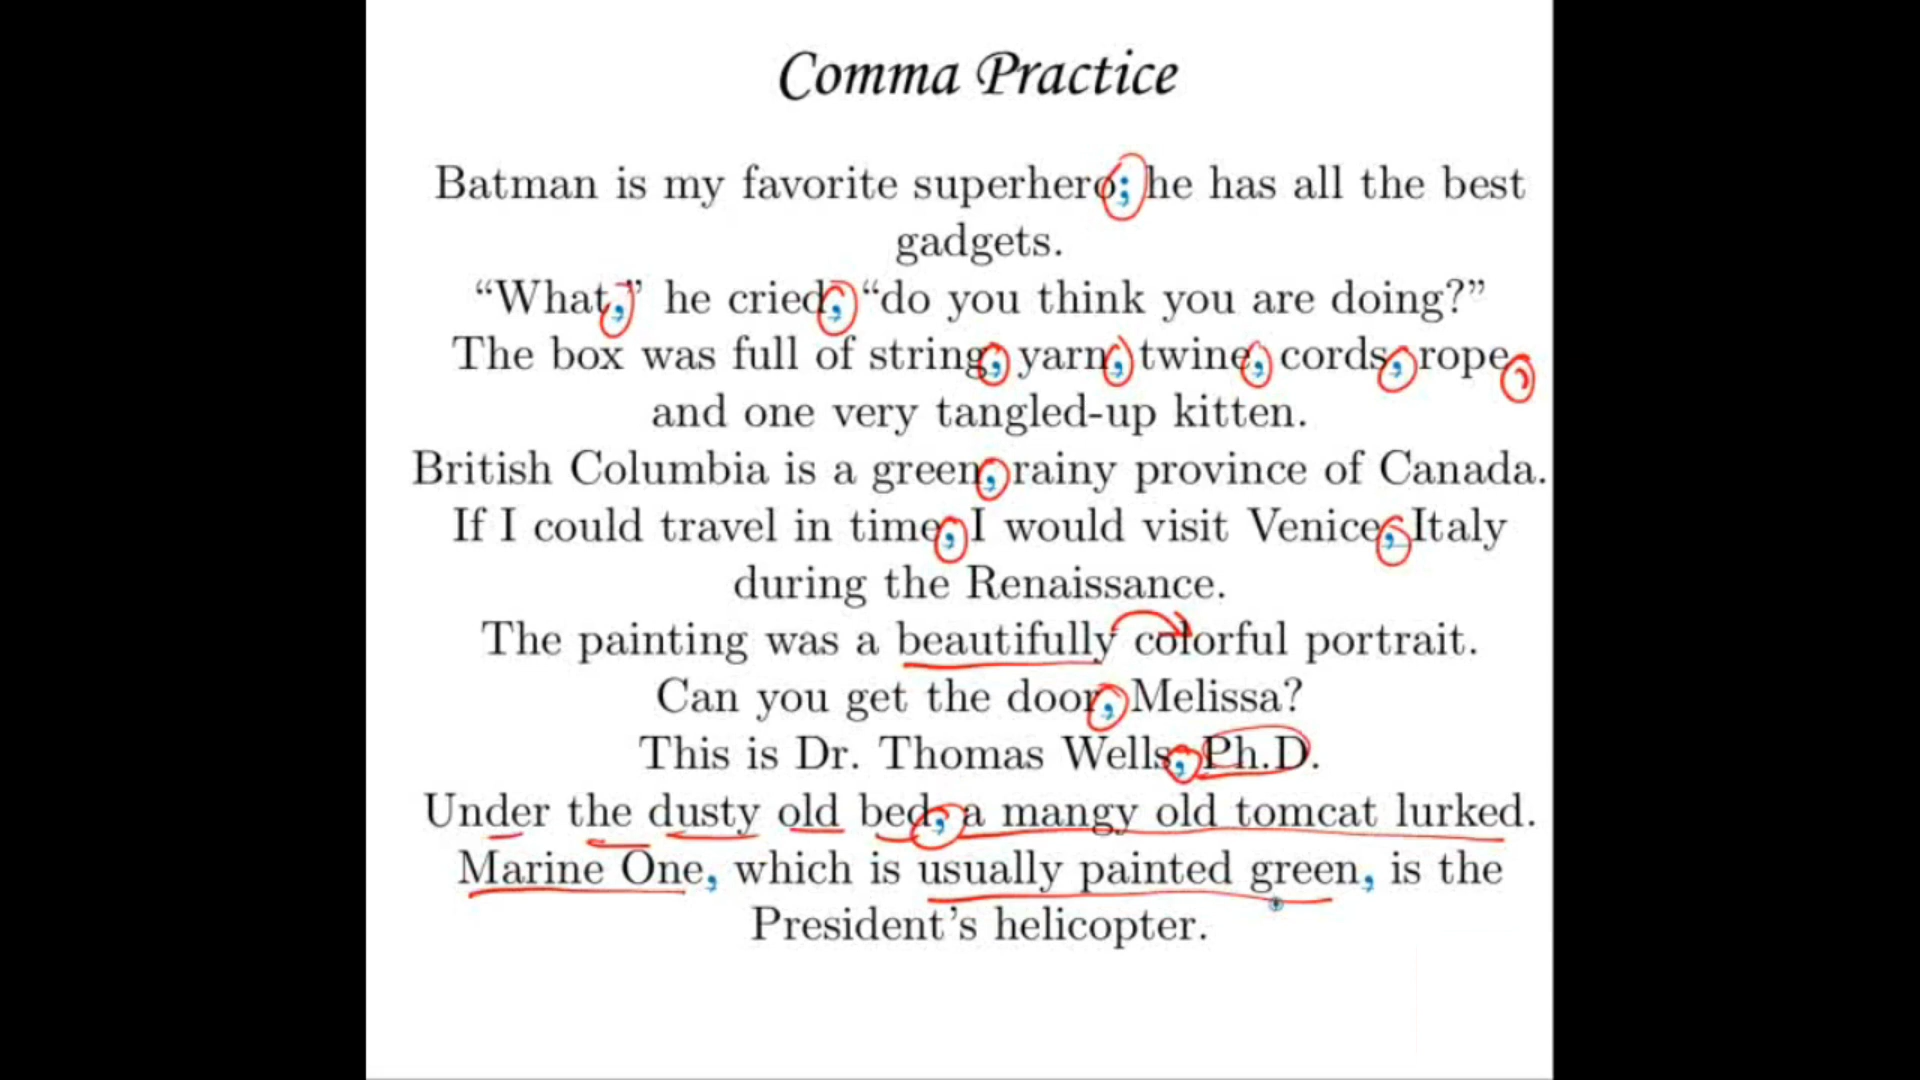 Comma Practice
Batman is my favorite superhero; he has all the best
gadgets.
“What,” he cried, “do you think you are doing?”
The box was full of string, yarn, twine, cords, rope,
and one very tangled-up kitten.
British Columbia is a green, rainy province of Canada.
If I could travel in time, I would visit Venice, Italy
during the Renaissance.
The painting was a beautifully colorful portrait.
Can you get the door, Melissa?
This is Dr. Thomas Wells, Ph.D.
Under the dusty old bed, a mangy old tomcat lurked.
Marine One, which is usually painted green, is the
President’s helicopter.